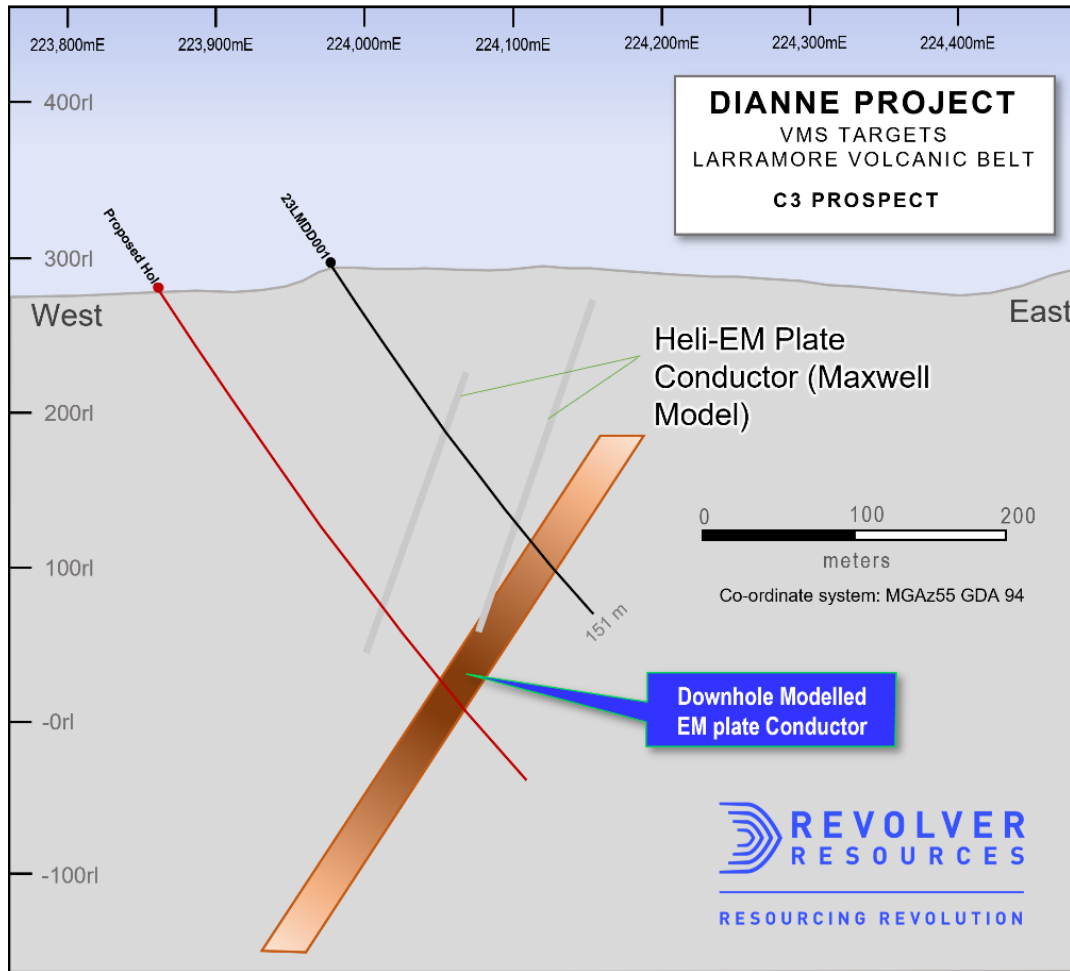 223,800mE 223,900mE 224,000mE 224,100mE 224,200mE 224,300mE 224,400mE
400rl
DIANNE PROJECT
VMS TARGETS
LARRAMORE VOLCANIC BELT
C3 PROSPECT
Proposed Hole
23LMDD001
300rl
West
East
Heli-EM Plate
Conductor (Maxwell
Model)
200rl
0 100 200
meters
Co-ordinate system: MGAz55 GDA 94
100rl
151 m
Downhole Modelled
EM plate Conductor
-0rl
-100rl
REVOLVER
RESOURCES
RESOURCING REVOLUTION